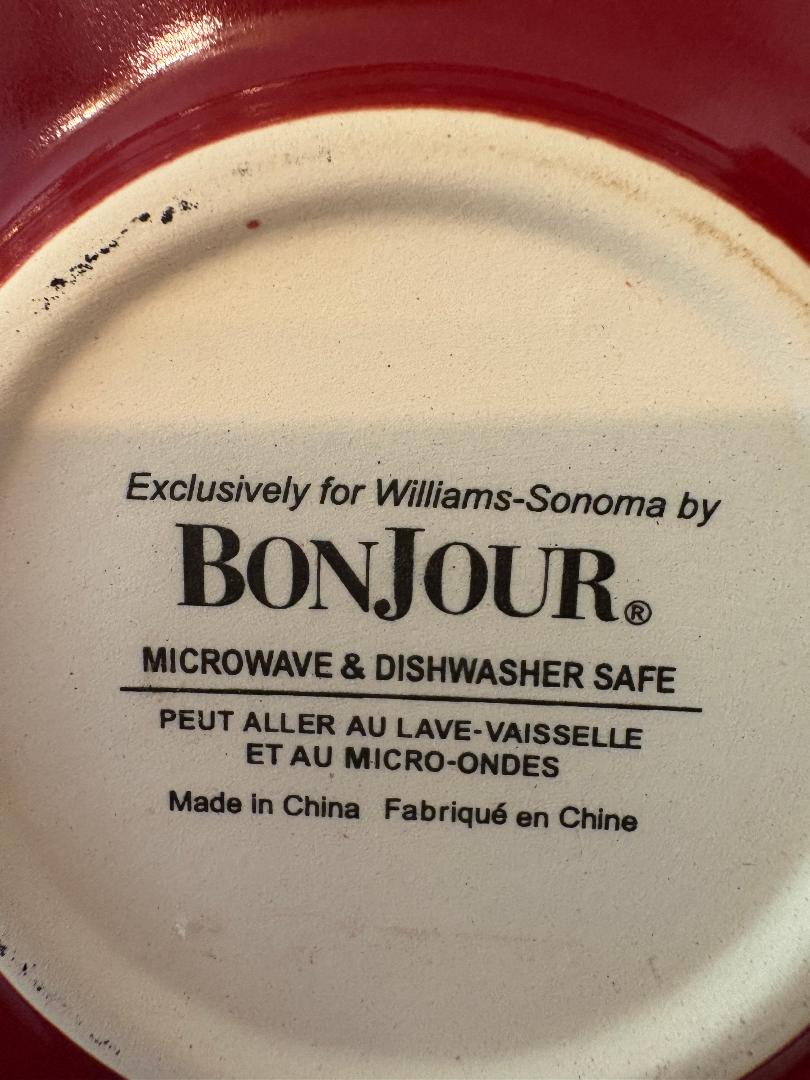 Exclusively for Williams-Sonoma by
BONJOUR®
MICROWAVE & DISHWASHER SAFE
PEUT ALLER AU LAVE-VAISSELLE
ET AU MICRO-ONDES
Made in China Fabriqué en Chine